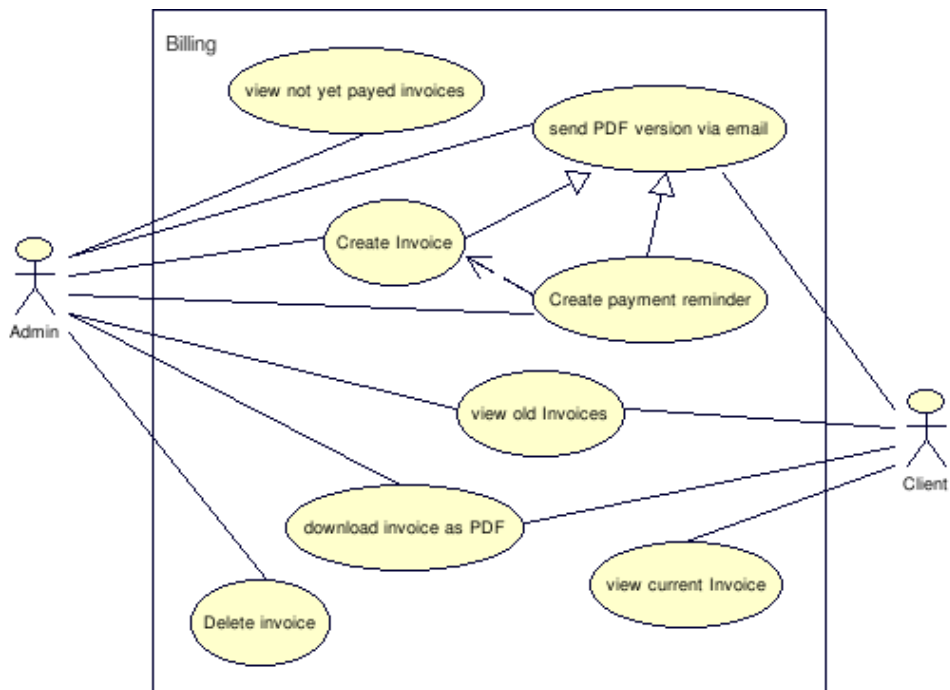 Billing
view not yet payed invoices
send PDF version via email
Create Invoice
Create payment reminder
Admin
view old Invoices
Client
download invoice as PDF
view current Invoice
Delete invoice